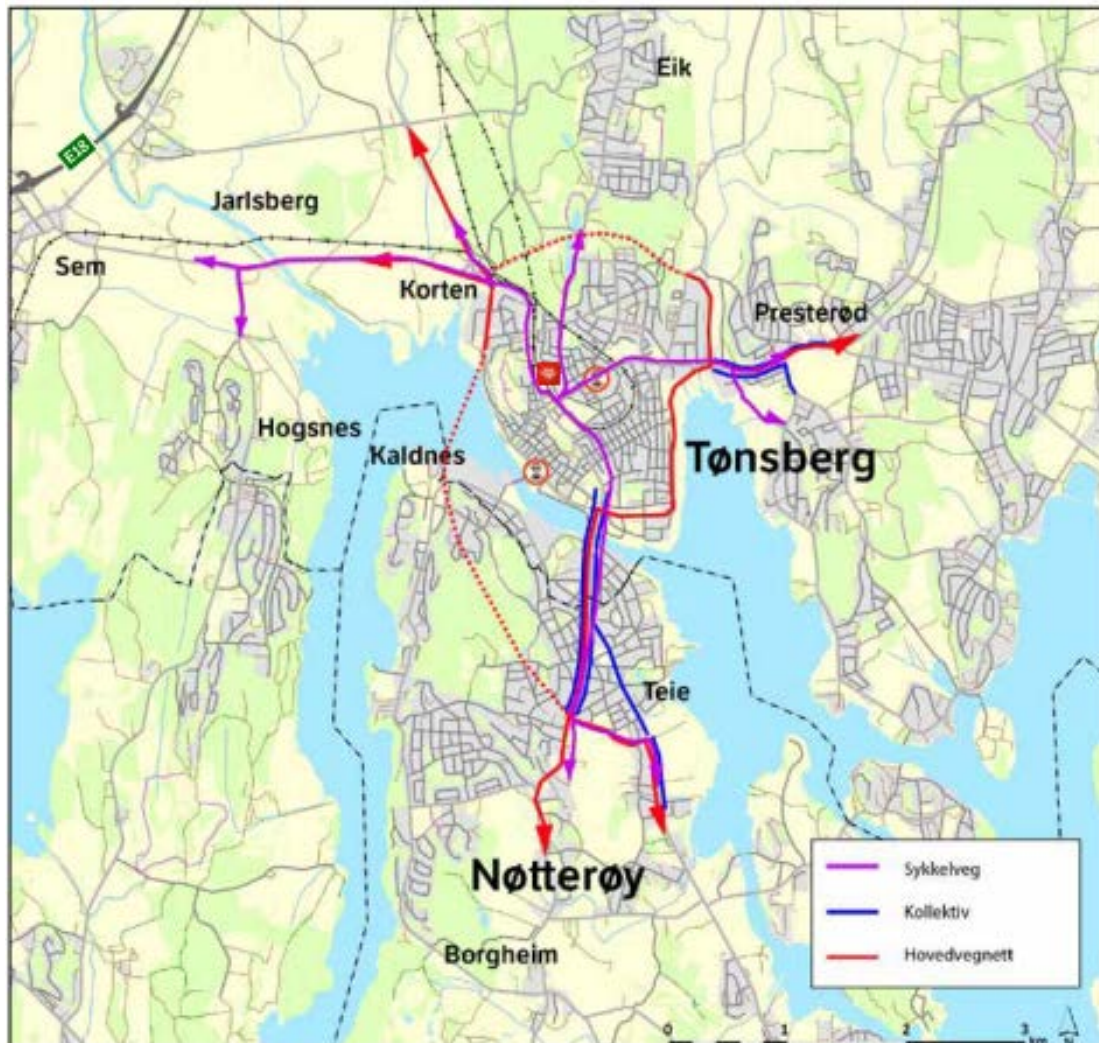 Eik
E18
Jarlsberg
Sem
Korten
Presterød
Hogsnes
Kaldnes
Tønsberg
Teie
Nøtterøy
Borgheim
Sykkelveg
Kollektiv
Hovedvegnett
0 1 2 3
km
N